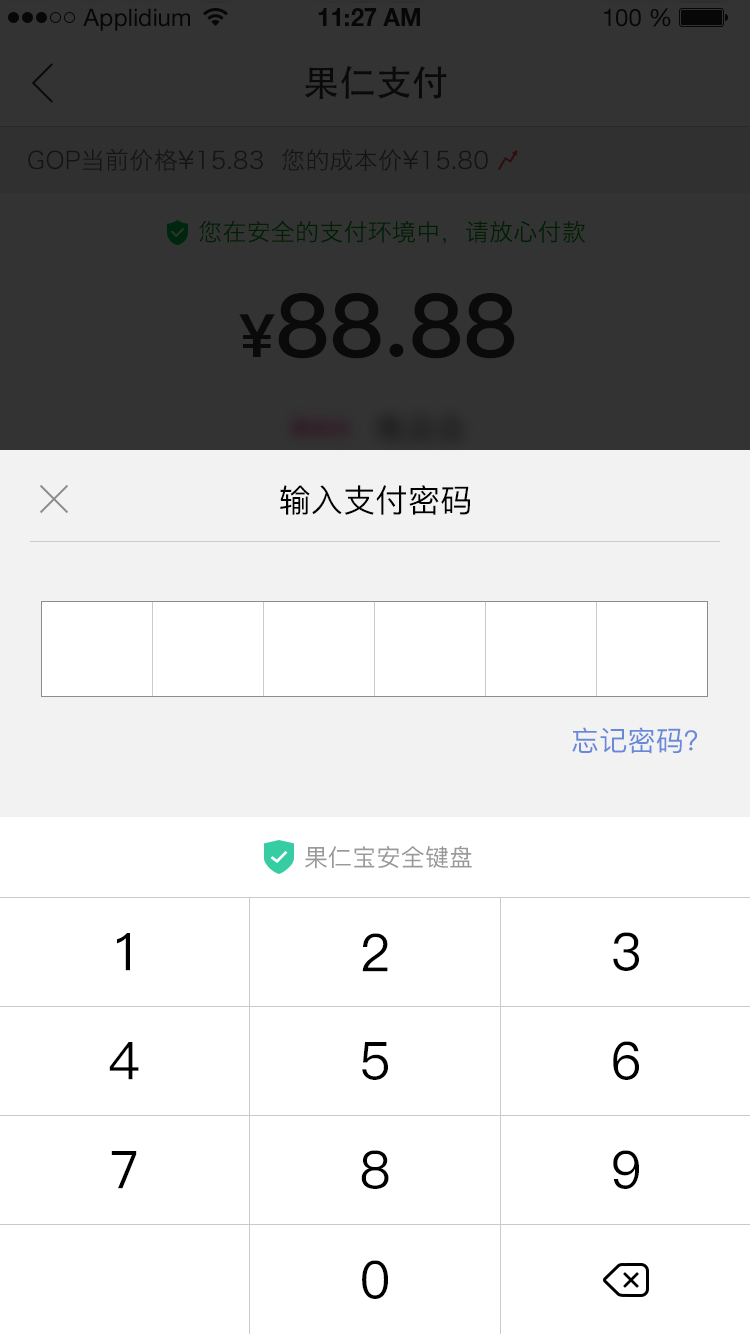 Applidium 11:27 AM 100 %
果仁支付
GOP当前价格¥15.83 您的成本价¥15.80
您在安全的支付环境中，请放心付款
¥88.88
输入支付密码
忘记密码?
果仁宝安全键盘
1 2 3
4 5 6
7 8 9
0